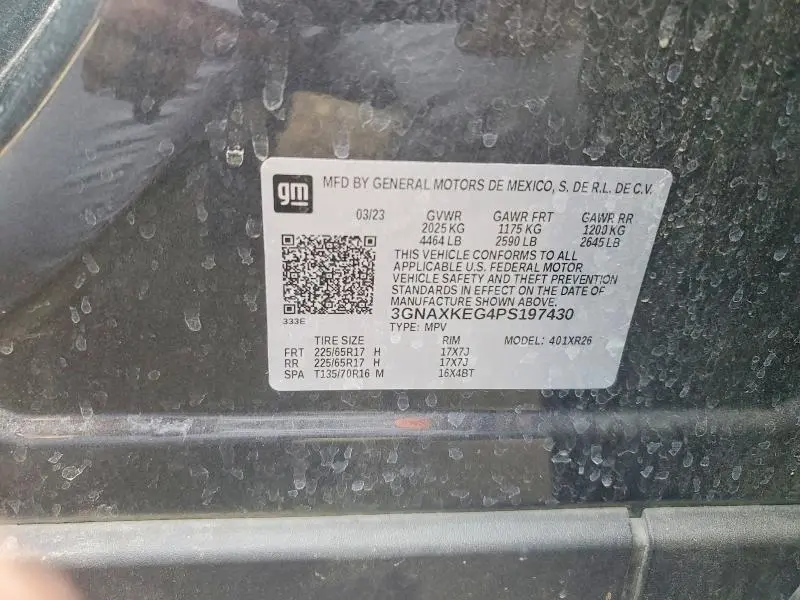 gm
MFD BY GENERAL MOTORS DE MEXICO, S. DE R.L. DE C.V.
03/23 GVWR GAWR FRT GAWR RR
2025 KG 1175 KG 1200 KG
4464 LB 2590 LB 2645 LB
THIS VEHICLE CONFORMS TO ALL
APPLICABLE U.S. FEDERAL MOTOR
VEHICLE SAFETY AND THEFT PREVENTION
STANDARDS IN EFFECT ON THE DATE OF
MANUFACTURE SHOWN ABOVE.
3GNAXKEG4PS197430
333E
TYPE: MPV
TIRE SIZE RIM MODEL: 401XR26
FRT 225/65R17 H 17X7J
RR 225/65R17 H 17X7J
SPA T135/70R16 M 16X4BT